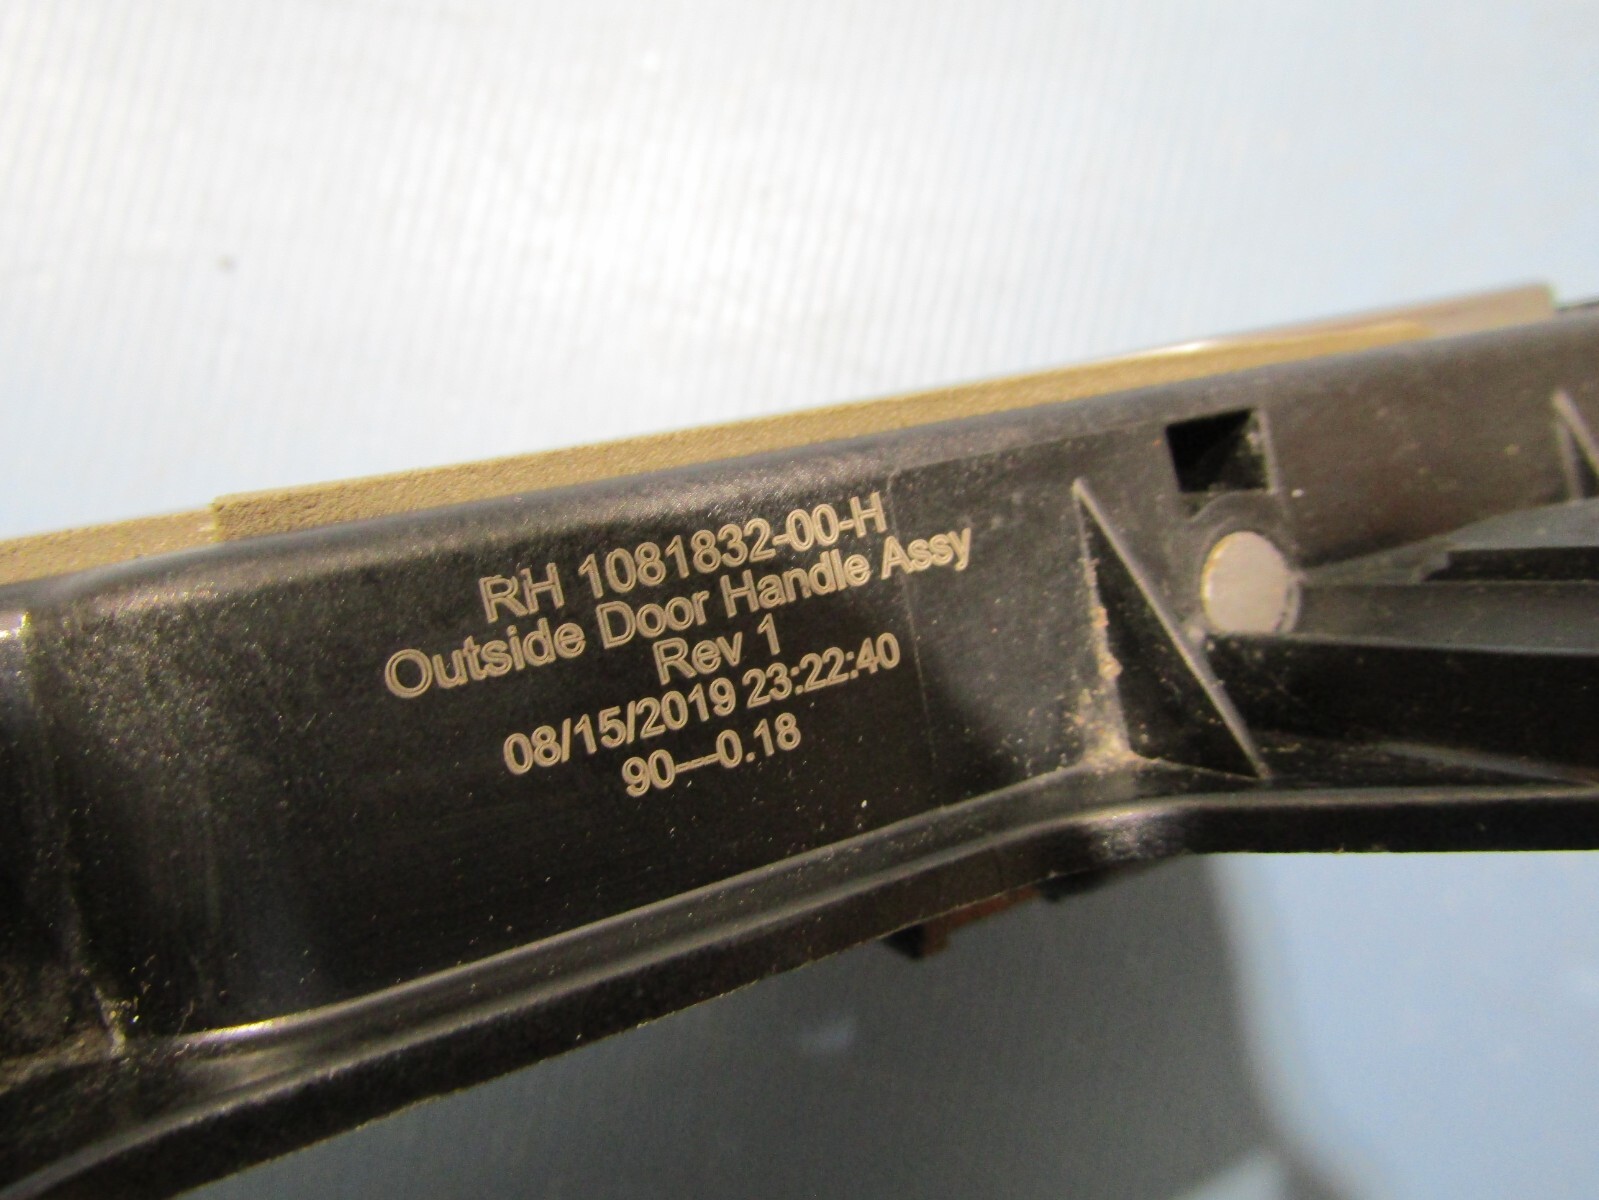 RH 1081832-00-H
Outside Door Handle Assy
Rev 1
08/15/2019 23:22:40
90---0.18